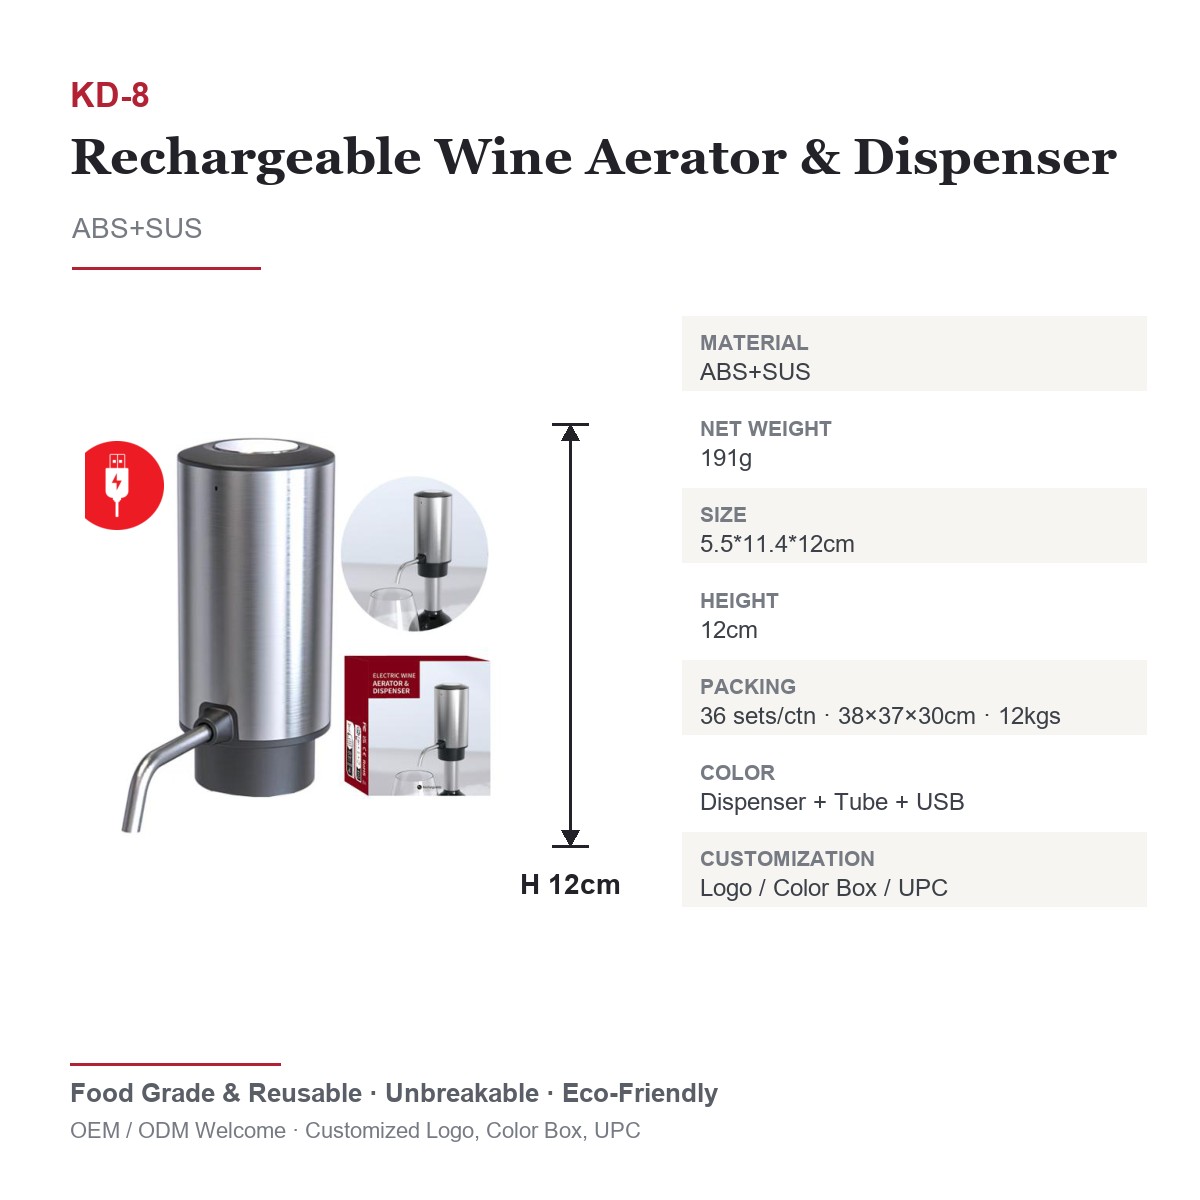 KD-8
Rechargeable Wine Aerator & Dispenser
ABS+SUS
MATERIAL
ABS+SUS
NET WEIGHT
191g
SIZE
5.5*11.4*12cm
HEIGHT
12cm
PACKING
36 sets/ctn · 38×37×30cm · 12kgs
COLOR
Dispenser + Tube + USB
CUSTOMIZATION
Logo / Color Box / UPC
ELECTRIC WINE
AERATOR &
DISPENSER
H 12cm
Food Grade & Reusable · Unbreakable · Eco-Friendly
OEM / ODM Welcome · Customized Logo, Color Box, UPC